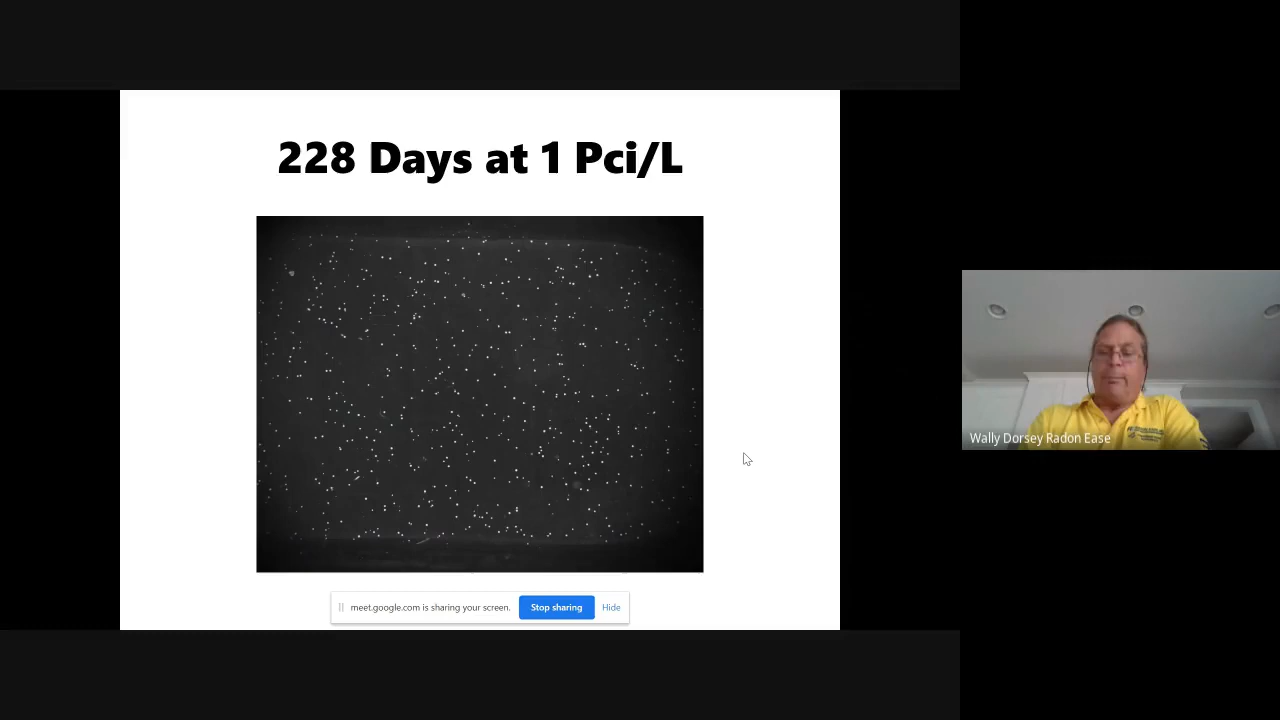 228 Days at 1 Pci/L
meet.google.com is sharing your screen.
Stop sharing
Hide
Wally Dorsey Radon Ease